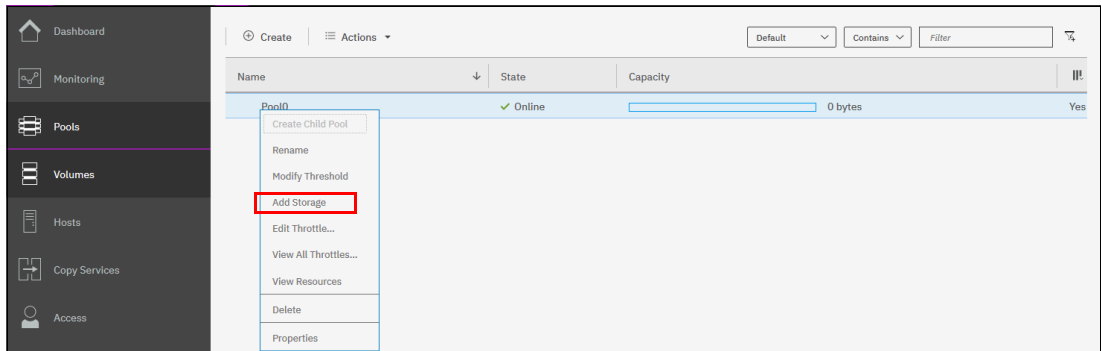 Dashboard
Monitoring
Pools
Volumes
Hosts
Copy Services
Access
Create Actions Default Contains Filter
Name State Capacity
Pool0 Online 0 bytes Yes
Create Child Pool
Rename
Modify Threshold
Add Storage
Edit Throttle...
View All Throttles...
View Resources
Delete
Properties